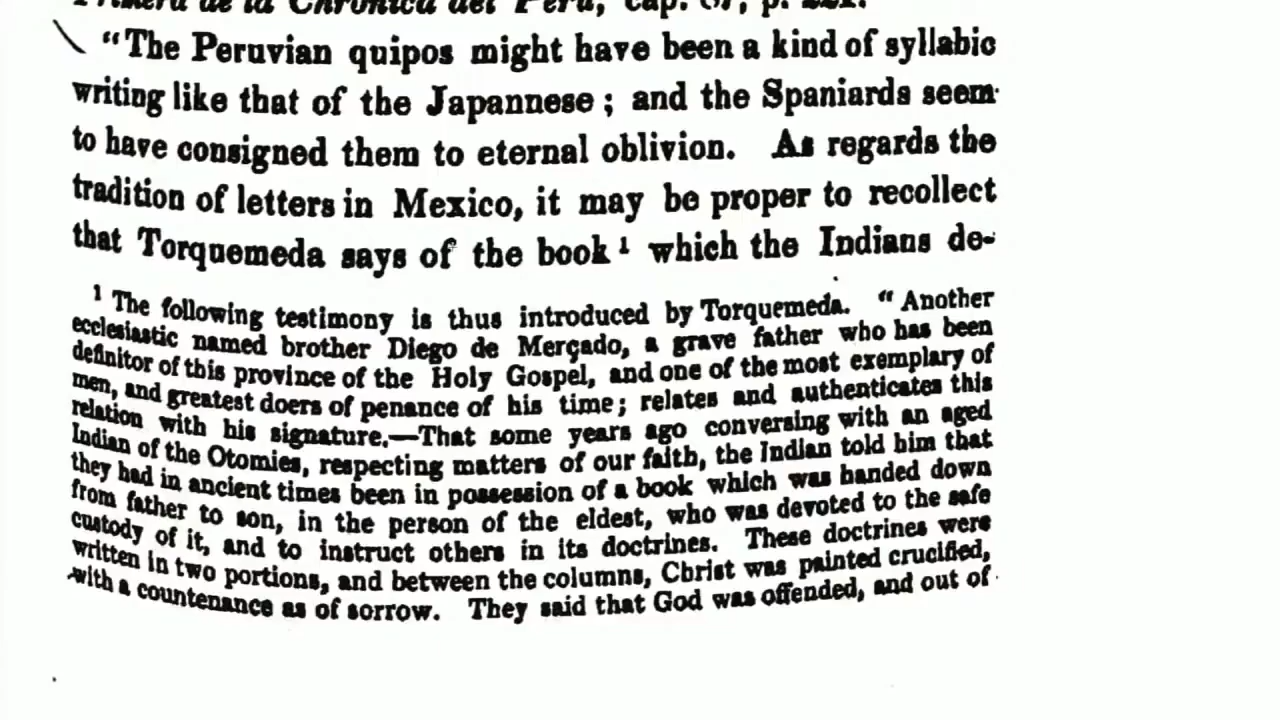 Primera de la Chronica del Peru, cap.
"The Peruvian quipos might have been a kind of syllabic
writing like that of the Japannese; and the Spaniards seem
to have consigned them to eternal oblivion. As regards the
tradition of letters in Mexico, it may be proper to recollect
that Torquemeda says of the book¹ which the Indians de-
¹ The following testimony is thus introduced by Torquemeda. "Another
ecclesiastic named brother Diego de Merçado, a grave father who has been
definitor of this province of the Holy Gospel, and one of the most exemplary of
men, and greatest doers of penance of his time; relates and authenticates this
relation with his signature.—That some years ago conversing with an aged
Indian of the Otomies, respecting matters of our faith, the Indian told him that
they had in ancient times been in possession of a book which was handed down
from father to son, in the person of the eldest, who was devoted to the safe
custody of it, and to instruct others in its doctrines. These doctrines were
written in two portions, and between the columns, Christ was painted crucified,
with a countenance as of sorrow. They said that God was offended, and out of